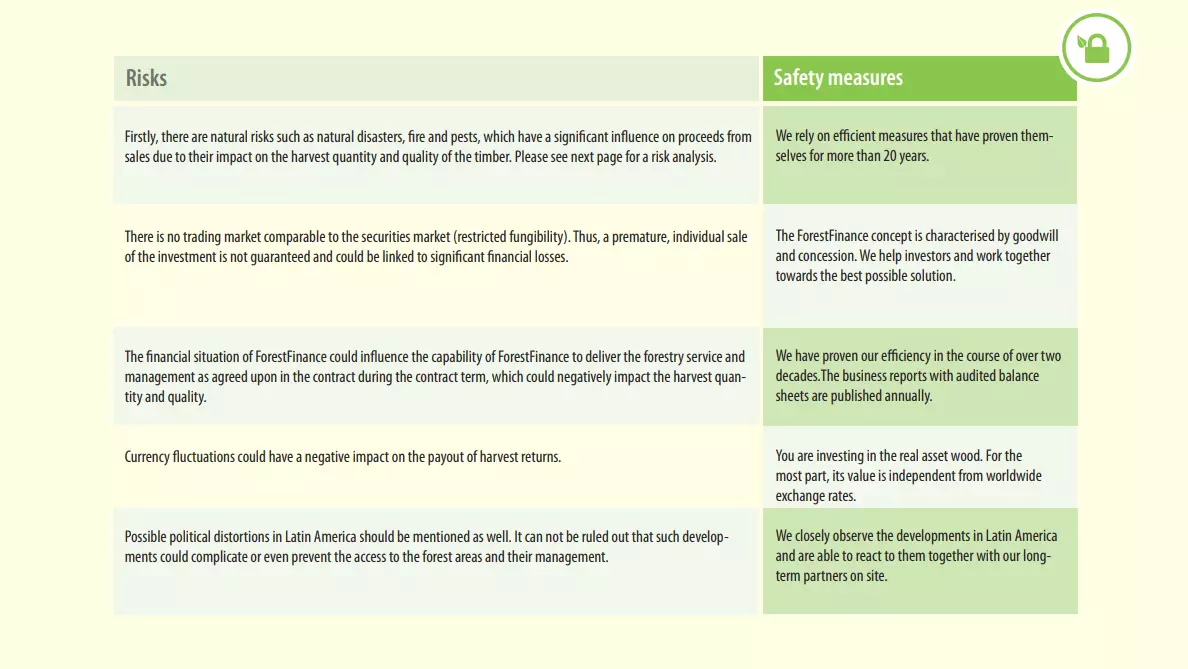 Risks
Safety measures
Firstly, there are natural risks such as natural disasters, fire and pests, which have a significant influence on proceeds from
sales due to their impact on the harvest quantity and quality of the timber. Please see next page for a risk analysis.
We rely on efficient measures that have proven them-
selves for more than 20 years.
There is no trading market comparable to the securities market (restricted fungibility). Thus, a premature, individual sale
of the investment is not guaranteed and could be linked to significant financial losses.
The ForestFinance concept is characterised by goodwill
and concession. We help investors and work together
towards the best possible solution.
The financial situation of ForestFinance could influence the capability of ForestFinance to deliver the forestry service and
management as agreed upon in the contract during the contract term, which could negatively impact the harvest quan-
tity and quality.
We have proven our efficiency in the course of over two
decades.The business reports with audited balance
sheets are published annually.
Currency fluctuations could have a negative impact on the payout of harvest returns.
You are investing in the real asset wood. For the
most part, its value is independent from worldwide
exchange rates.
Possible political distortions in Latin America should be mentioned as well. It can not be ruled out that such develop-
ments could complicate or even prevent the access to the forest areas and their management.
We closely observe the developments in Latin America
and are able to react to them together with our long-
term partners on site.